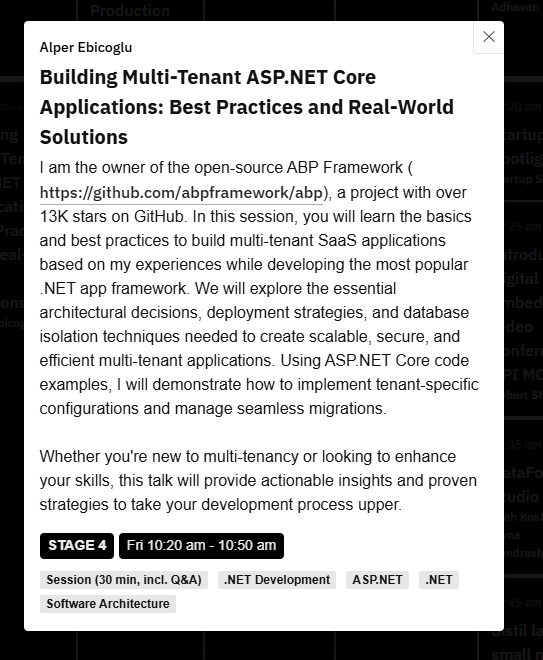 Production
Adhavan
Alper Ebicoglu
Building Multi-Tenant ASP.NET Core
Applications: Best Practices and Real-World
Solutions
I am the owner of the open-source ABP Framework (
https://github.com/abpframework/abp), a project with over
13K stars on GitHub. In this session, you will learn the basics
and best practices to build multi-tenant SaaS applications
based on my experiences while developing the most popular
.NET app framework. We will explore the essential
architectural decisions, deployment strategies, and database
isolation techniques needed to create scalable, secure, and
efficient multi-tenant applications. Using ASP.NET Core code
examples, I will demonstrate how to implement tenant-specific
configurations and manage seamless migrations.
Whether you're new to multi-tenancy or looking to enhance
your skills, this talk will provide actionable insights and proven
strategies to take your development process upper.
STAGE 4 Fri 10:20 am - 10:50 am
Session (30 min, incl. Q&A) .NET Development ASP.NET .NET
Software Architecture